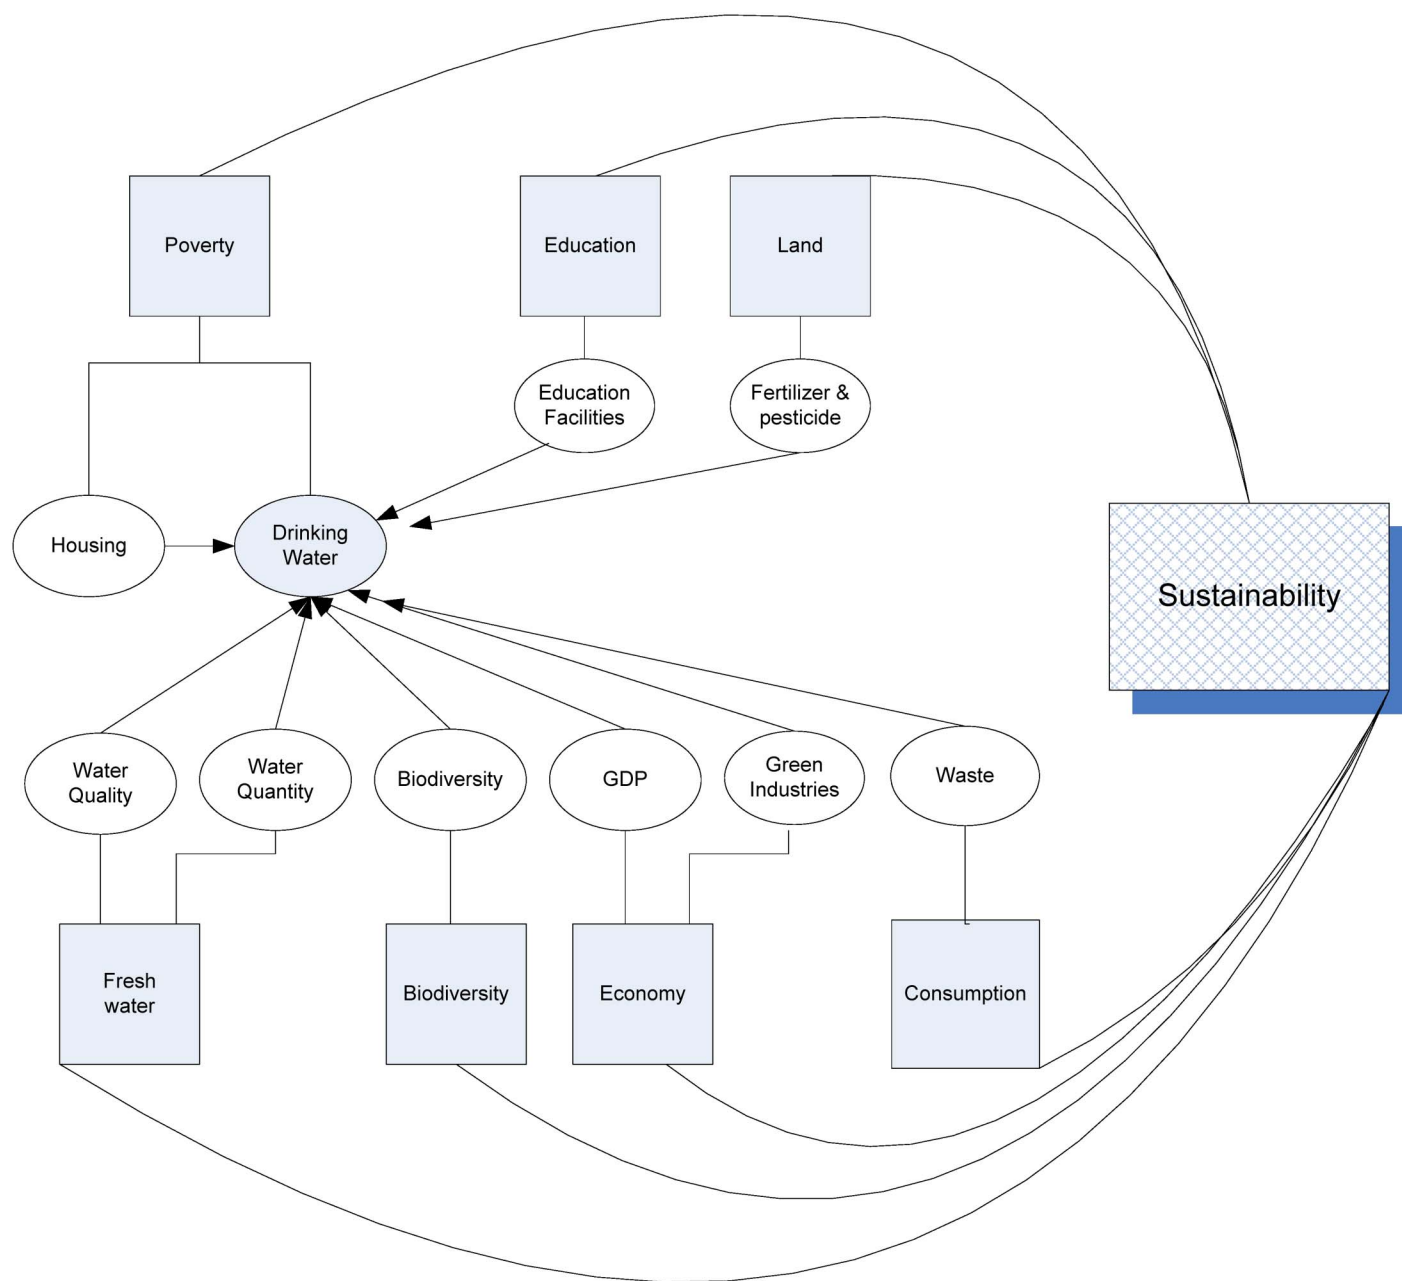 Poverty
Education
Land
Education
Facilities
Fertilizer &
pesticide
Housing
Drinking
Water
Sustainability
Water
Quality
Water
Quantity
Biodiversity
GDP
Green
Industries
Waste
Fresh
water
Biodiversity
Economy
Consumption